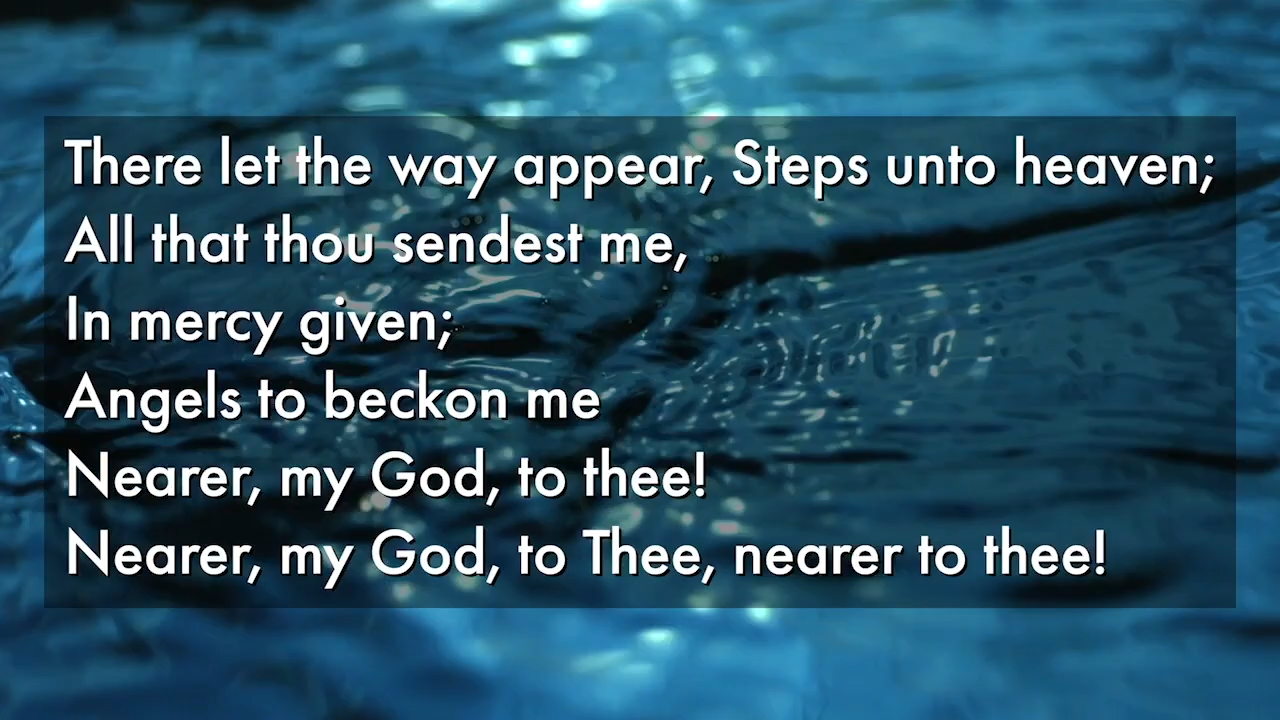 There let the way appear, Steps unto heaven;
All that thou sendest me,
In mercy given;
Angels to beckon me
Nearer, my God, to thee!
Nearer, my God, to Thee, nearer to thee!